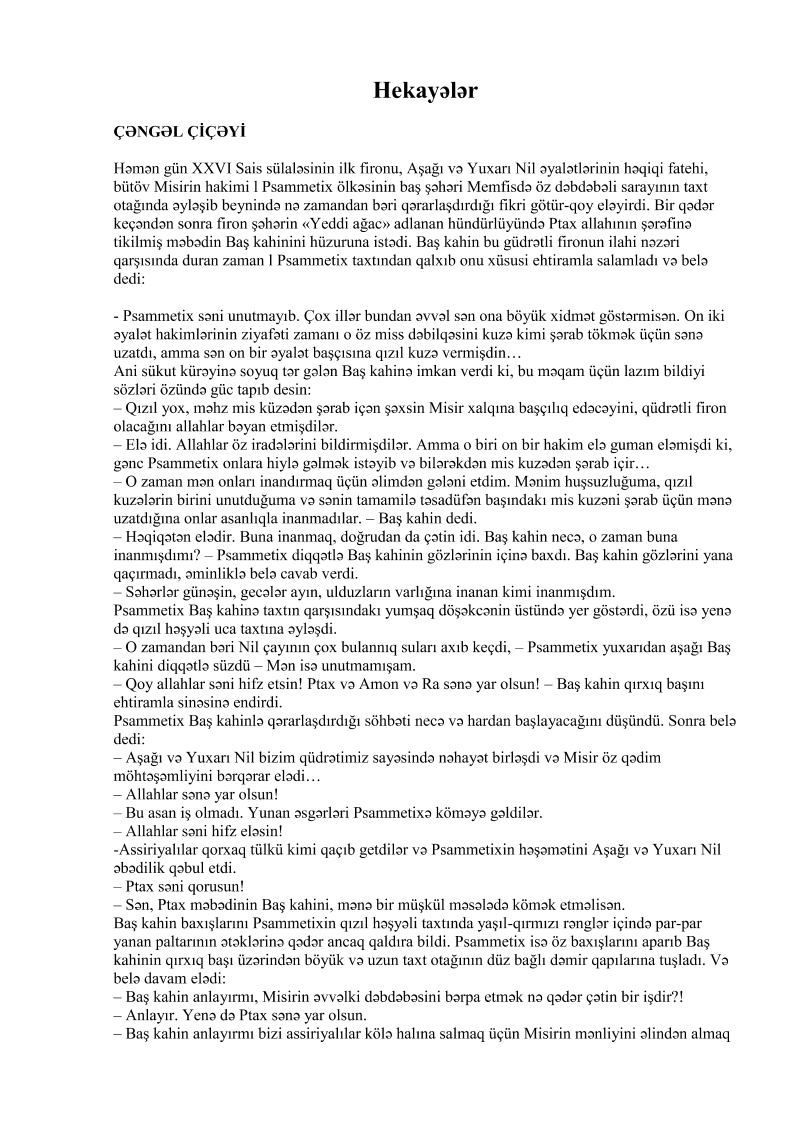 Hekayələr
ÇƏNGƏL ÇİÇƏYİ
Həmən gün XXVI Sais sülaləsinin ilk fironu, Aşağı və Yuxarı Nil əyalətlərinin həqiqi fatehi,
bütöv Misirin hakimi l Psammetix ölkəsinin baş şəhəri Memfisdə öz dəbdəbəli sarayının taxt
otağında əyləşib beynində nə zamandan bəri qərarlaşdırdığı fikri götür-qoy eləyirdi. Bir qədər
keçəndən sonra firon şəhərin «Yeddi ağac» adlanan hündürlüyündə Ptax allahının şərəfinə
tikilmiş məbədin Baş kahinini hüzuruna istədi. Baş kahin bu güdrətli fironun ilahi nəzəri
qarşısında duran zaman l Psammetix taxtından qalxıb onu xüsusi ehtiramla salamladı və belə
dedi:
- Psammetix səni unutmayıb. Çox illər bundan əvvəl sən ona böyük xidmət göstərmisən. On iki
əyalət hakimlərinin ziyafəti zamanı o öz miss dəbilqəsini kuzə kimi şərab tökmək üçün sənə
uzatdı, amma sən on bir əyalət başçısına qızıl kuzə vermişdin…
Ani sükut kürəyinə soyuq tər gələn Baş kahinə imkan verdi ki, bu məqam üçün lazım bildiyi
sözləri özündə güc tapıb desin:
– Qızıl yox, məhz mis küzədən şərab içən şəxsin Misir xalqına başçılıq edəcəyini, qüdrətli firon
olacağını allahlar bəyan etmişdilər.
– Elə idi. Allahlar öz iradələrini bildirmişdilər. Amma o biri on bir hakim elə guman eləmişdi ki,
gənc Psammetix onlara hiylə gəlmək istəyib və bilərəkdən mis kuzədən şərab içir…
– O zaman mən onları inandırmaq üçün əlimdən gələni etdim. Mənim huşsuzluğuma, qızıl
kuzələrin birini unutduğuma və sənin tamamilə təsadüfən başındakı mis kuzəni şərab üçün mənə
uzatdığına onlar asanlıqla inanmadılar. – Baş kahin dedi.
– Həqiqətən elədir. Buna inanmaq, doğrudan da çətin idi. Baş kahin necə, o zaman buna
inanmışdımı? – Psammetix diqqətlə Baş kahinin gözlərinin içinə baxdı. Baş kahin gözlərini yana
qaçırmadı, əminliklə belə cavab verdi.
– Səhərlər günəşin, gecələr ayın, ulduzların varlığına inanan kimi inanmışdım.
Psammetix Baş kahinə taxtın qarşısındakı yumşaq döşəkcənin üstündə yer göstərdi, özü isə yenə
də qızıl həşyəli uca taxtına əyləşdi.
– O zamandan bəri Nil çayının çox bulannıq suları axıb keçdi, – Psammetix yuxarıdan aşağı Baş
kahini diqqətlə süzdü – Mən isə unutmamışam.
– Qoy allahlar səni hifz etsin! Ptax və Amon və Ra sənə yar olsun! – Baş kahin qırxıq başını
ehtiramla sinəsinə endirdi.
Psammetix Baş kahinlə qərarlaşdırdığı söhbəti necə və hardan başlayacağını düşündü. Sonra belə
dedi:
– Aşağı və Yuxarı Nil bizim qüdrətimiz sayəsində nəhayət birləşdi və Misir öz qədim
möhtəşəmliyini bərqərar elədi…
– Allahlar sənə yar olsun!
– Bu asan iş olmadı. Yunan əsgərləri Psammetixə köməyə gəldilər.
– Allahlar səni hifz eləsin!
-Assiriyalılar qorxaq tülkü kimi qaçıb getdilər və Psammetixin həşəmətini Aşağı və Yuxarı Nil
əbədilik qəbul etdi.
– Ptax səni qorusun!
– Sən, Ptax məbədinin Baş kahini, mənə bir müşkül məsələdə kömək etməlisən.
Baş kahin baxışlarını Psammetixin qızıl həşyəli taxtında yaşıl-qırmızı rənglər içində par-par
yanan paltarının ətəklərinə qədər ancaq qaldıra bildi. Psammetix isə öz baxışlarını aparıb Baş
kahinin qırxıq başı üzərindən böyük və uzun taxt otağının düz bağlı dəmir qapılarına tuşladı. Və
belə davam elədi:
– Baş kahin anlayırmı, Misirin əvvəlki dəbdəbəsini bərpa etmək nə qədər çətin bir işdir?!
– Anlayır. Yenə də Ptax sənə yar olsun.
– Baş kahin anlayırmı bizi assiriyalılar kölə halına salmaq üçün Misirin mənliyini əlindən almaq